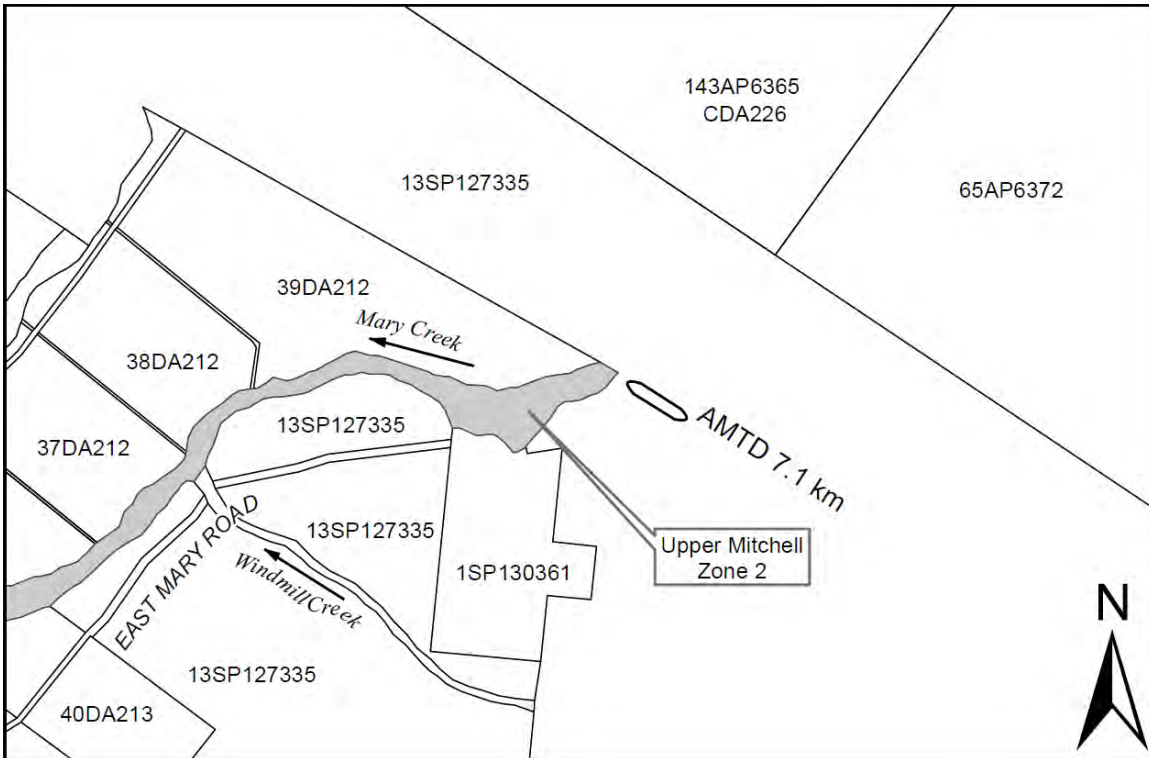 143AP6365
CDA226
13SP127335
65AP6372
39DA212
Mary Creek
38DA212
13SP127335
AMTD 7.1 km
37DA212
EAST MARY ROAD
13SP127335
Upper Mitchell
Zone 2
1SP130361
Windmill Creek
N
13SP127335
40DA213